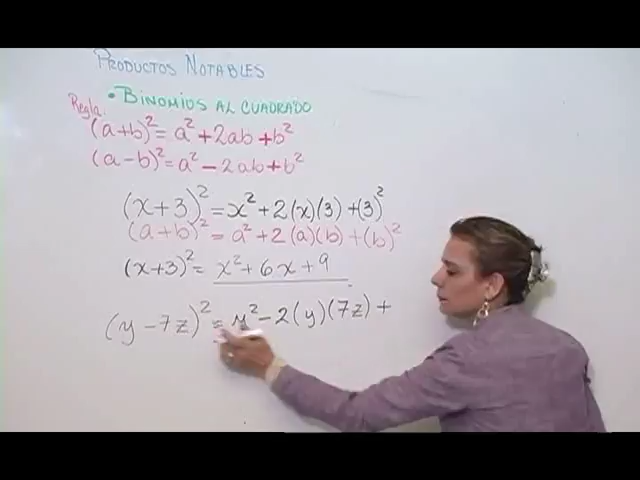 PRODUCTOS NOTABLES
• BINOMIOS AL CUADRADO
Regla:
(a+b)² = a² + 2ab + b²
(a-b)² = a² - 2ab + b²
(x+3)² = x² + 2(x)(3) + (3)²
(a+b)² = a² + 2(a)(b) + (b)²
(x+3)² = x² + 6x + 9
(y - 7z)² = y² - 2(y)(7z) +